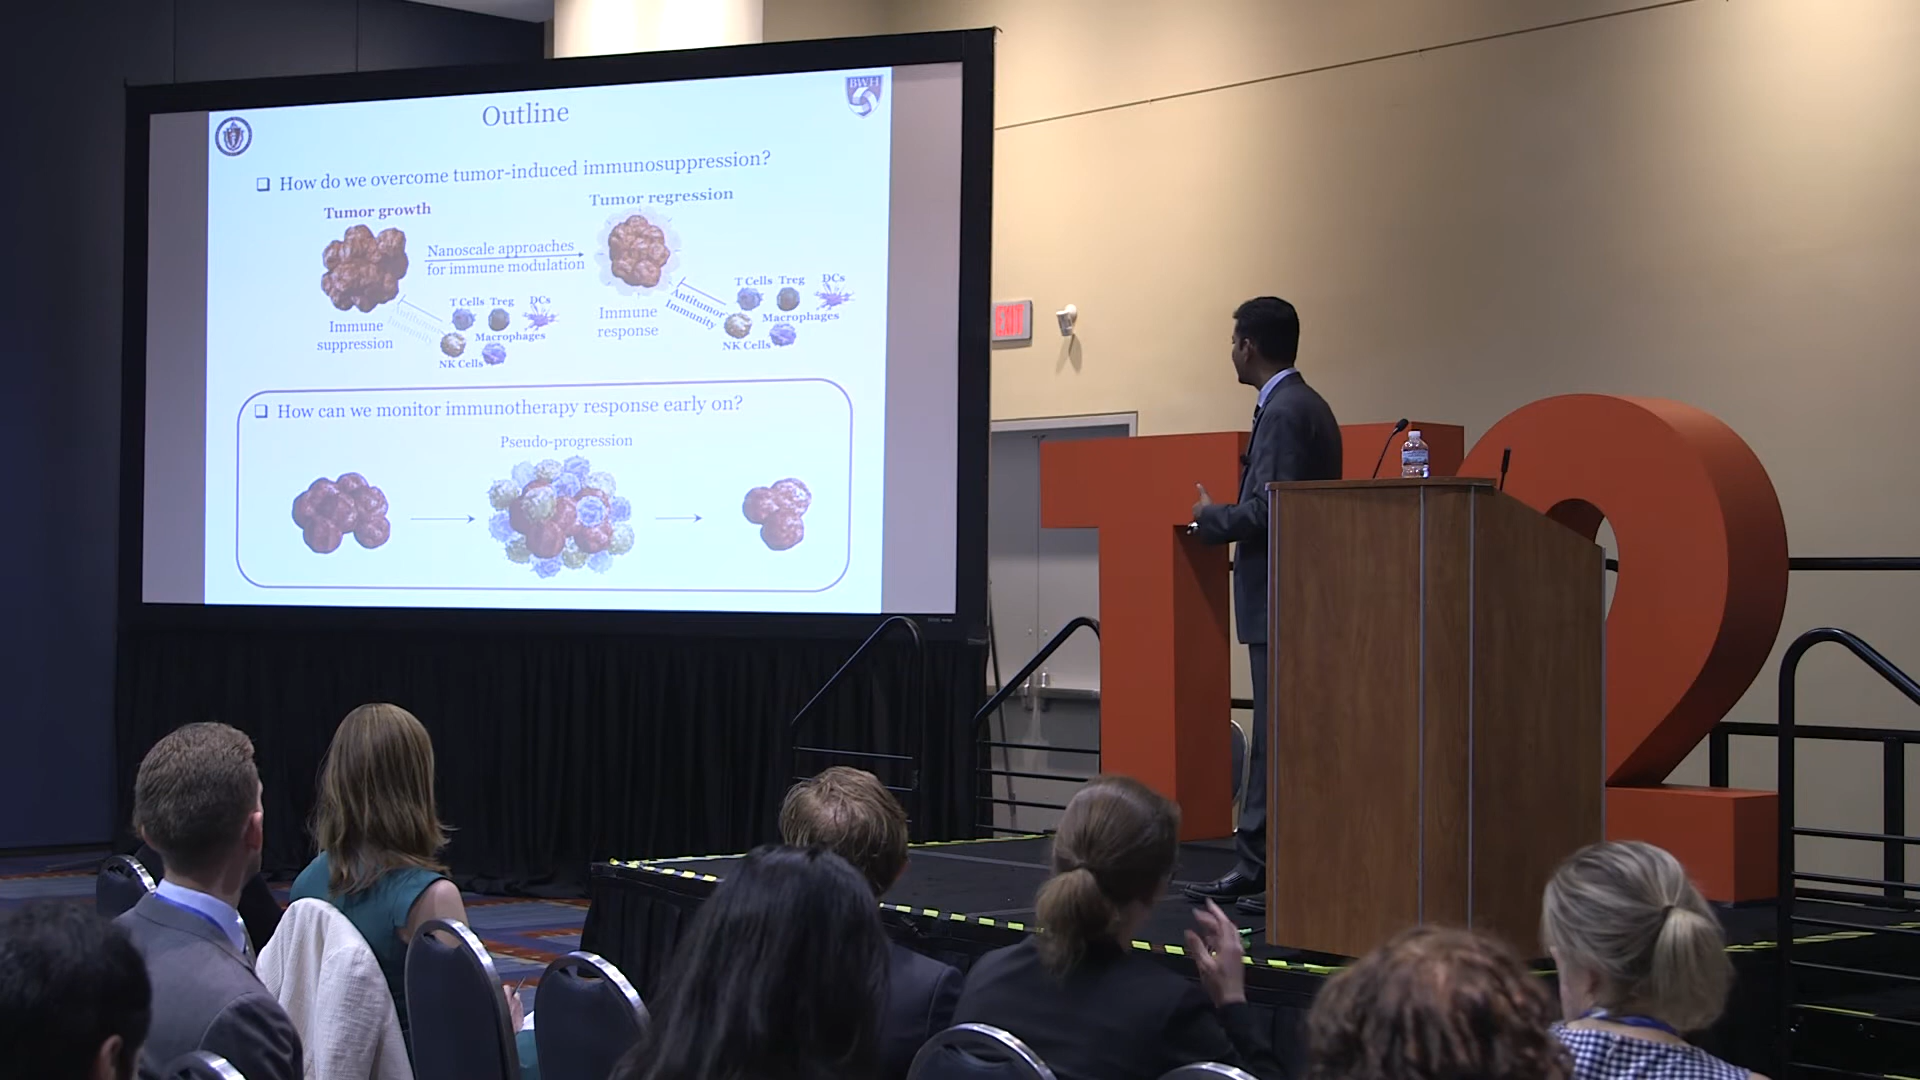 Outline
BWH
❑ How do we overcome tumor-induced immunosuppression?
Tumor growth
Tumor regression
Nanoscale approaches
for immune modulation
T Cells Treg DCs
Macrophages
NK Cells
Immune
suppression
Antitumor
Immunity
Immune
response
Antitumor
Immunity
T Cells Treg DCs
Macrophages
NK Cells
❑ How can we monitor immunotherapy response early on?
Pseudo-progression
EXIT